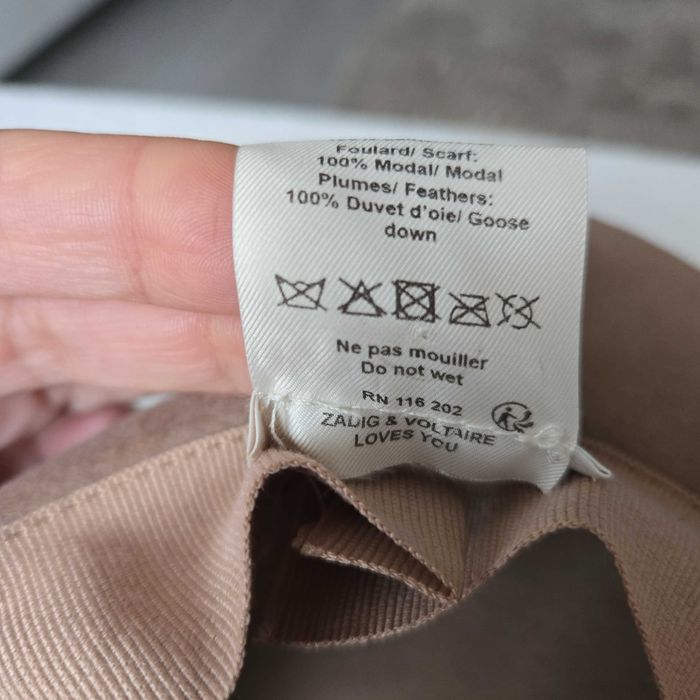 Foulard/ Scarf:
100% Modal/ Modal
Plumes/ Feathers:
100% Duvet d'oie/ Goose
down
Ne pas mouiller
Do not wet
RN 116 202
ZADIG & VOLTAIRE
LOVES YOU